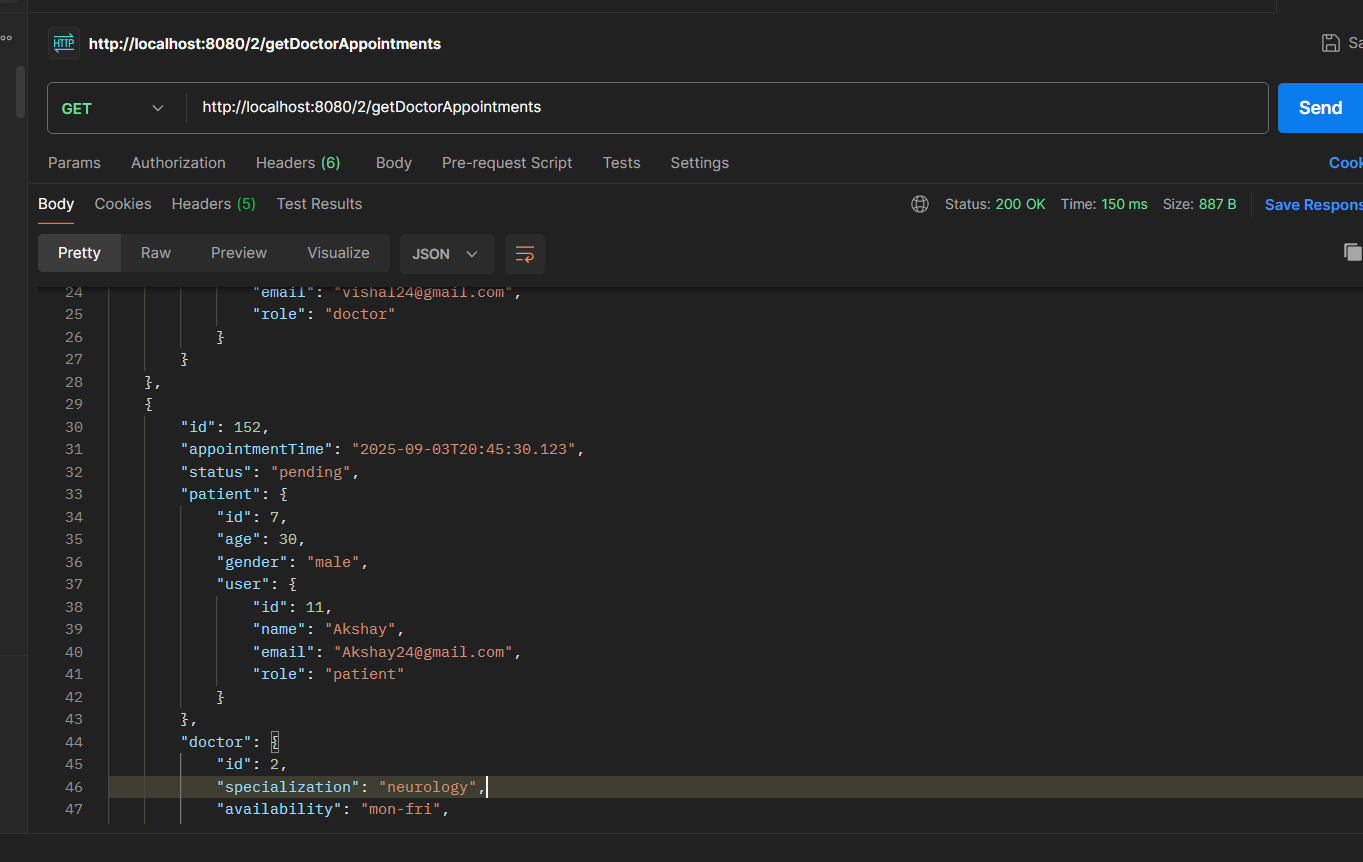 HTTP http://localhost:8080/2/getDoctorAppointments
GET http://localhost:8080/2/getDoctorAppointments Send
Params Authorization Headers (6) Body Pre-request Script Tests Settings
Body Cookies Headers (5) Test Results Status: 200 OK Time: 150 ms Size: 887 B Save Respons
Pretty Raw Preview Visualize JSON
24 "email": "vishal24@gmail.com",
25 "role": "doctor"
26 }
27 }
28 },
29 {
30 "id": 152,
31 "appointmentTime": "2025-09-03T20:45:30.123",
32 "status": "pending",
33 "patient": {
34 "id": 7,
35 "age": 30,
36 "gender": "male",
37 "user": {
38 "id": 11,
39 "name": "Akshay",
40 "email": "Akshay24@gmail.com",
41 "role": "patient"
42 }
43 },
44 "doctor": {
45 "id": 2,
46 "specialization": "neurology",
47 "availability": "mon-fri",